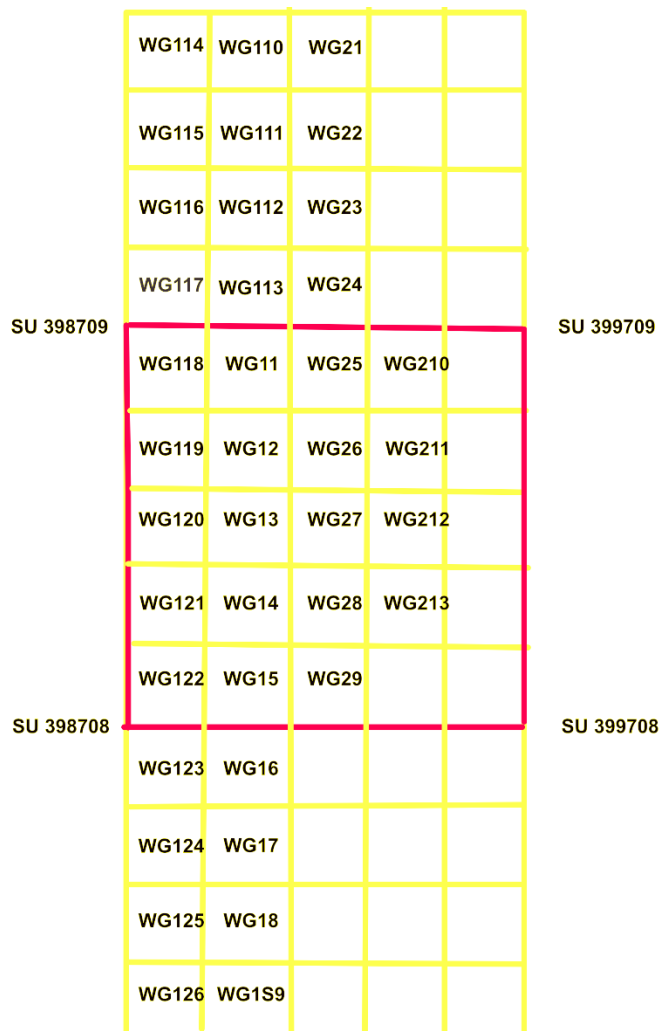 WG114 WG110 WG21
WG115 WG111 WG22
WG116 WG112 WG23
WG117 WG113 WG24
SU 398709 SU 399709
WG118 WG11 WG25 WG210
WG119 WG12 WG26 WG211
WG120 WG13 WG27 WG212
WG121 WG14 WG28 WG213
WG122 WG15 WG29
SU 398708 SU 399708
WG123 WG16
WG124 WG17
WG125 WG18
WG126 WG1S9